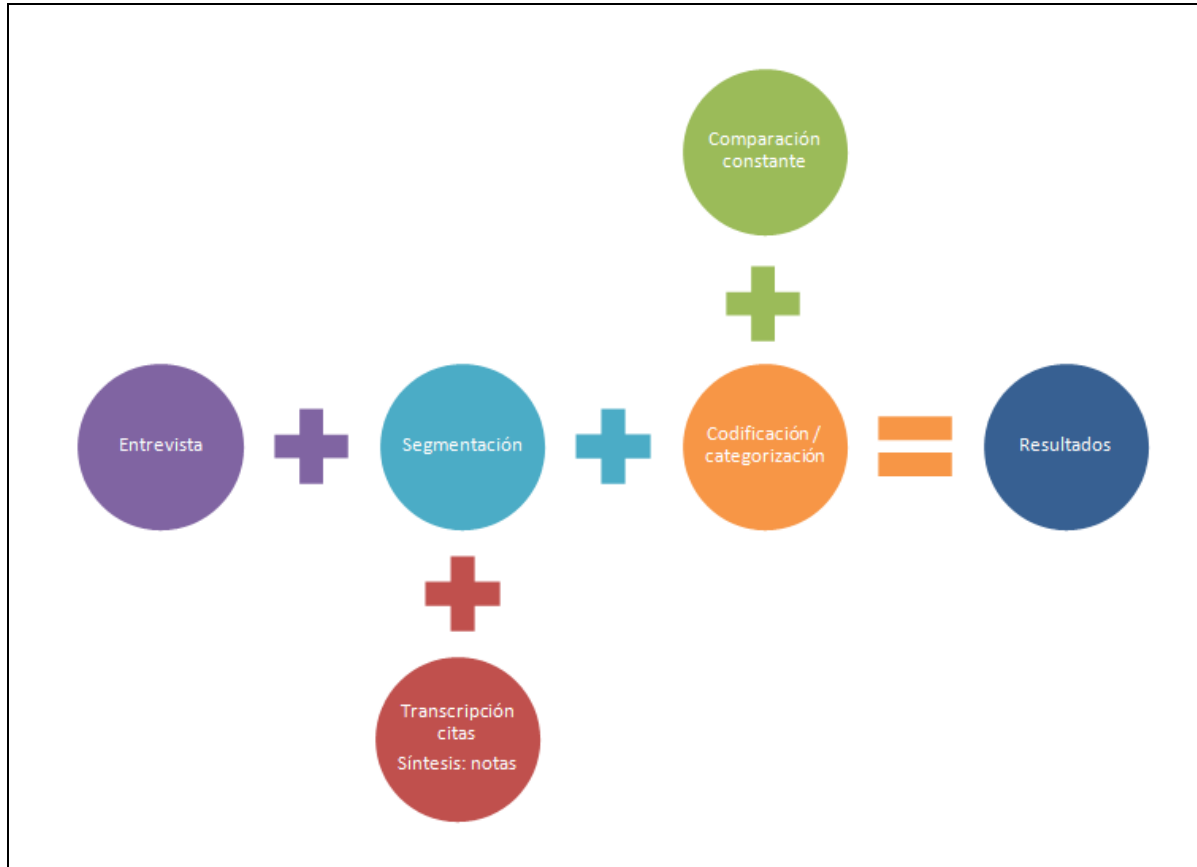 Comparación
constante
Entrevista
Segmentación
Codificación /
categorización
Resultados
Transcripción
citas
Síntesis: notas